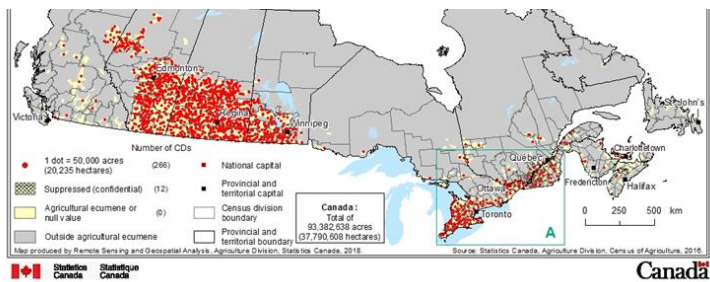 Edmonton
Victoria
Regina
Winnipeg
St. John's
Québec
Charlottetown
Ottawa
Fredericton
Halifax
Toronto
A
Number of CDs
1 dot = 50,000 acres
(20,235 hectares)
(266)
Suppressed (confidential)
(12)
Agricultural ecumene or
null value
(0)
Outside agricultural ecumene
National capital
Provincial and
territorial capital
Census division
boundary
Provincial and
territorial boundary
Canada:
Total of
93,382,638 acres
(37,790,608 hectares)
0 250 500 km
Map produced by Remote Sensing and Geospatial Analysis, Agriculture Division, Statistics Canada, 2018.
Source: Statistics Canada, Agriculture Division, Census of Agriculture, 2016.
Statistics Statistique
Canada Canada
Canada